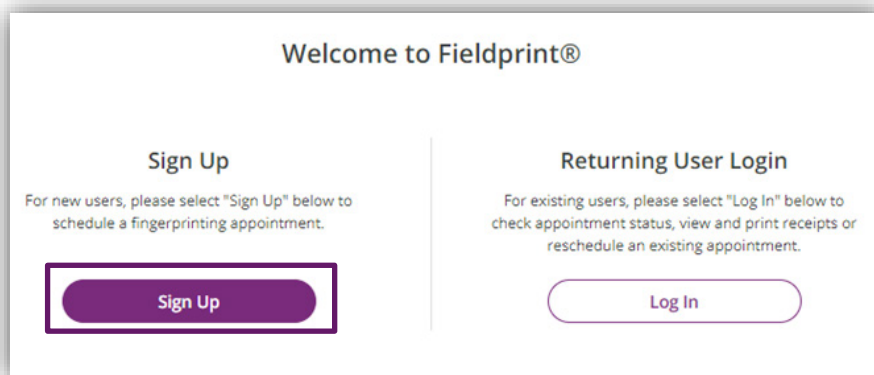 Welcome to Fieldprint®
Sign Up
For new users, please select "Sign Up" below to
schedule a fingerprinting appointment.
Sign Up
Returning User Login
For existing users, please select "Log In" below to
check appointment status, view and print receipts or
reschedule an existing appointment.
Log In